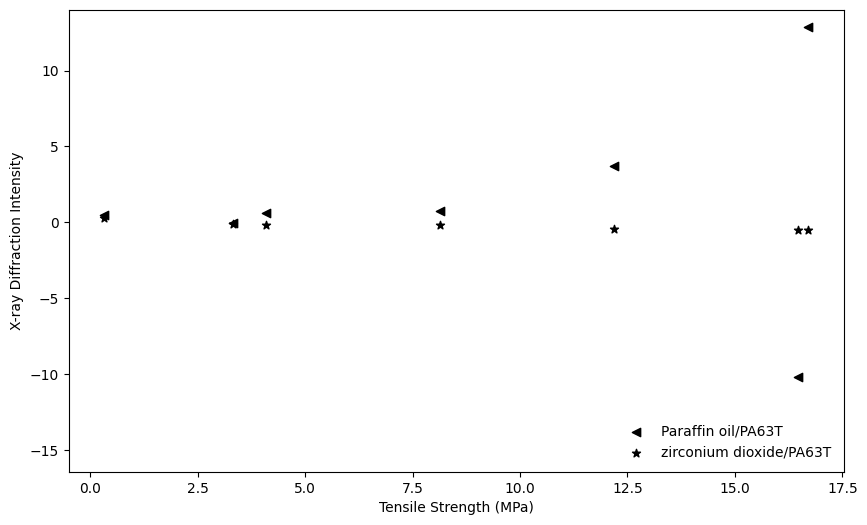 10
5
0
−5
−10
−15
X-ray Diffraction Intensity
Paraffin oil/PA63T
zirconium dioxide/PA63T
0.0 2.5 5.0 7.5 10.0 12.5 15.0 17.5
Tensile Strength (MPa)